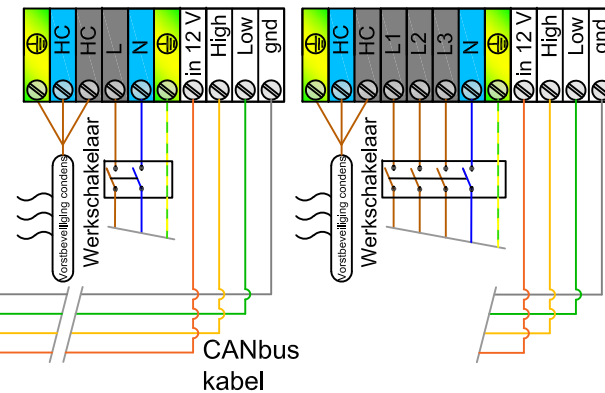 HC
HC
L
N
in 12 V
High
Low
gnd
HC
HC
L1
L2
L3
N
in 12 V
High
Low
gnd
Vorstbeveiliging condens
Werkschakelaar
Vorstbeveiliging condens
Werkschakelaar
CANbus
kabel